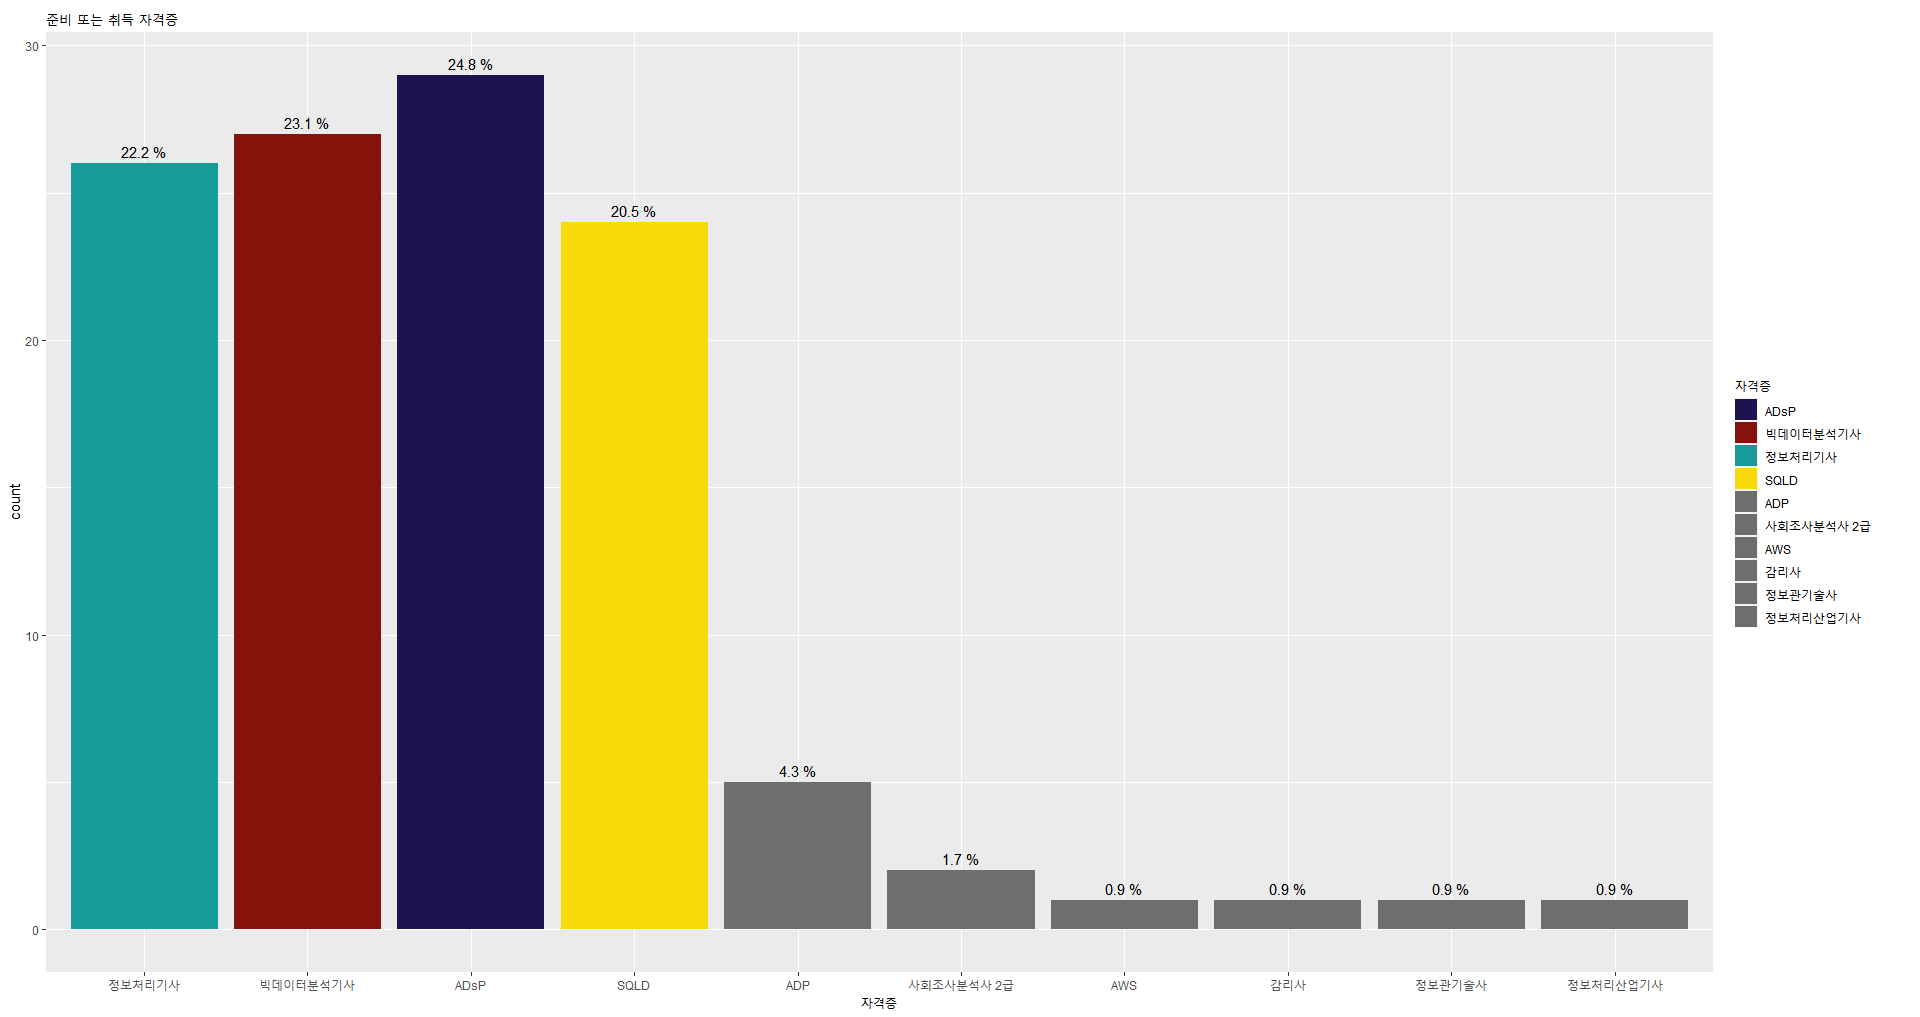 준비 또는 취득 자격증
30
24.8 %
23.1 %
22.2 %
20.5 %
20
count
10
4.3 %
1.7 %
0.9 %
0.9 %
0.9 %
0.9 %
0
정보처리기사
빅데이터분석기사
ADsP
SQLD
ADP
사회조사분석사 2급
AWS
감리사
정보관기술사
정보처리산업기사
자격증
자격증
ADsP
빅데이터분석기사
정보처리기사
SQLD
ADP
사회조사분석사 2급
AWS
감리사
정보관기술사
정보처리산업기사